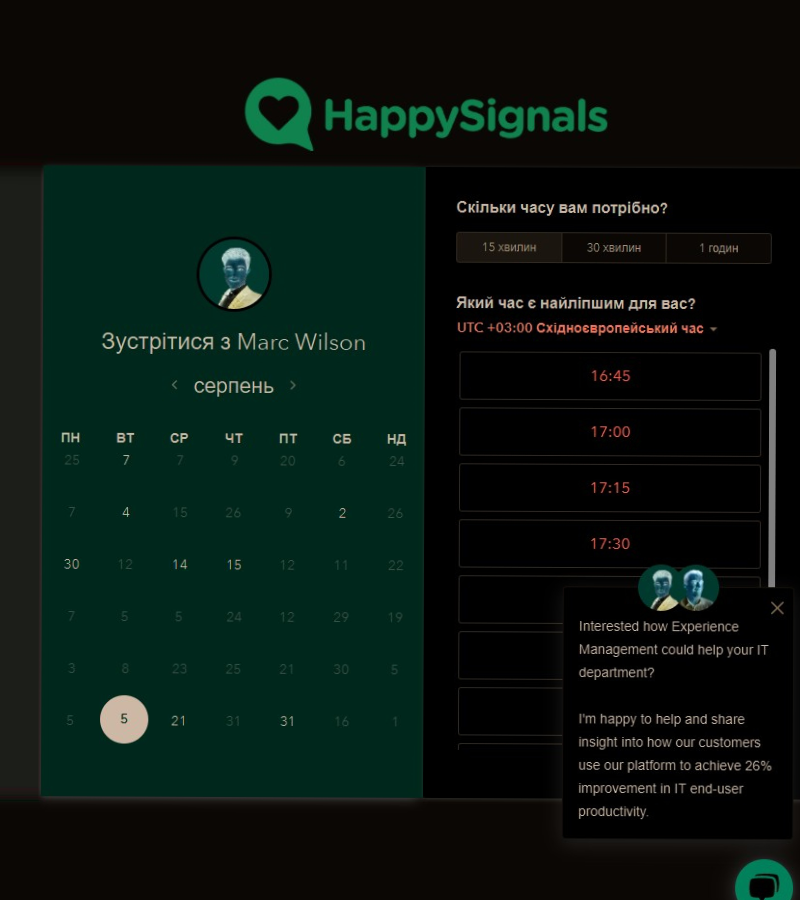 HappySignals
Зустрітися з Marc Wilson
серпень
ПН ВТ СР ЧТ ПТ СБ НД
25 7 7 9 20 6 24
7 4 15 26 9 2 26
30 12 14 15 12 11 22
7 5 5 24 12 29 19
3 8 23 25 21 30 5
5 5 21 31 31 16 1
Скільки часу вам потрібно?
15 хвилин 30 хвилин 1 годин
Який час є найліпшим для вас?
UTC +03:00 Східноєвропейський час
16:45
17:00
17:15
17:30
Interested how Experience
Management could help your IT
department?
I'm happy to help and share
insight into how our customers
use our platform to achieve 26%
improvement in IT end-user
productivity.